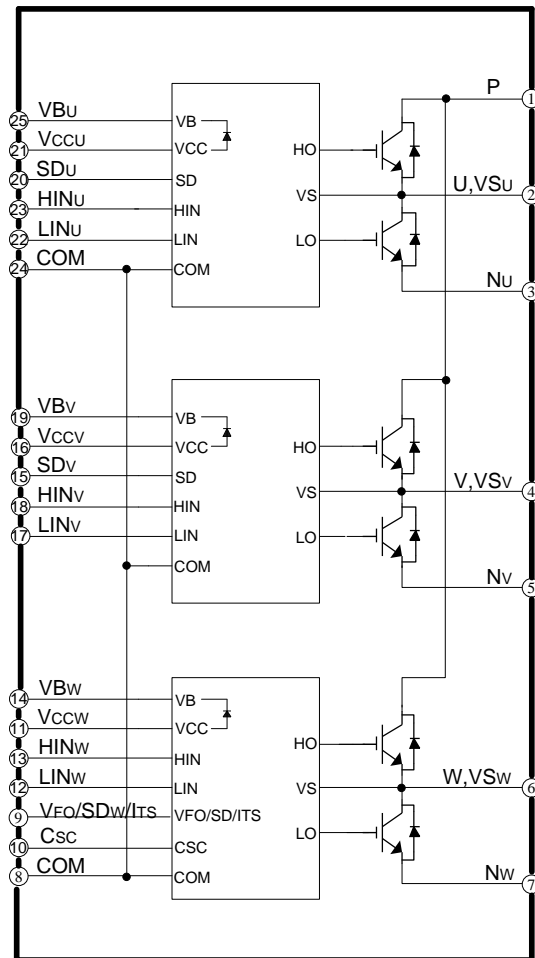 P
1
25 VBU VB
21 VCCU VCC HO
20 SDU SD
VS U,VSU 2
23 HINU HIN
22 LINU LIN LO
24 COM COM
NU 3
19 VBV VB
16 VCCV VCC HO
15 SDV SD
VS V,VSV 4
18 HINV HIN
17 LINV LIN LO
COM
NV 5
14 VBW VB
11 VCCW VCC
HO
13 HINW HIN
12 LINW LIN VS W,VSW 6
9 VFO/SDW/ITS VFO/SD/ITS
LO
10 CSC CSC
8 COM COM
NW 7